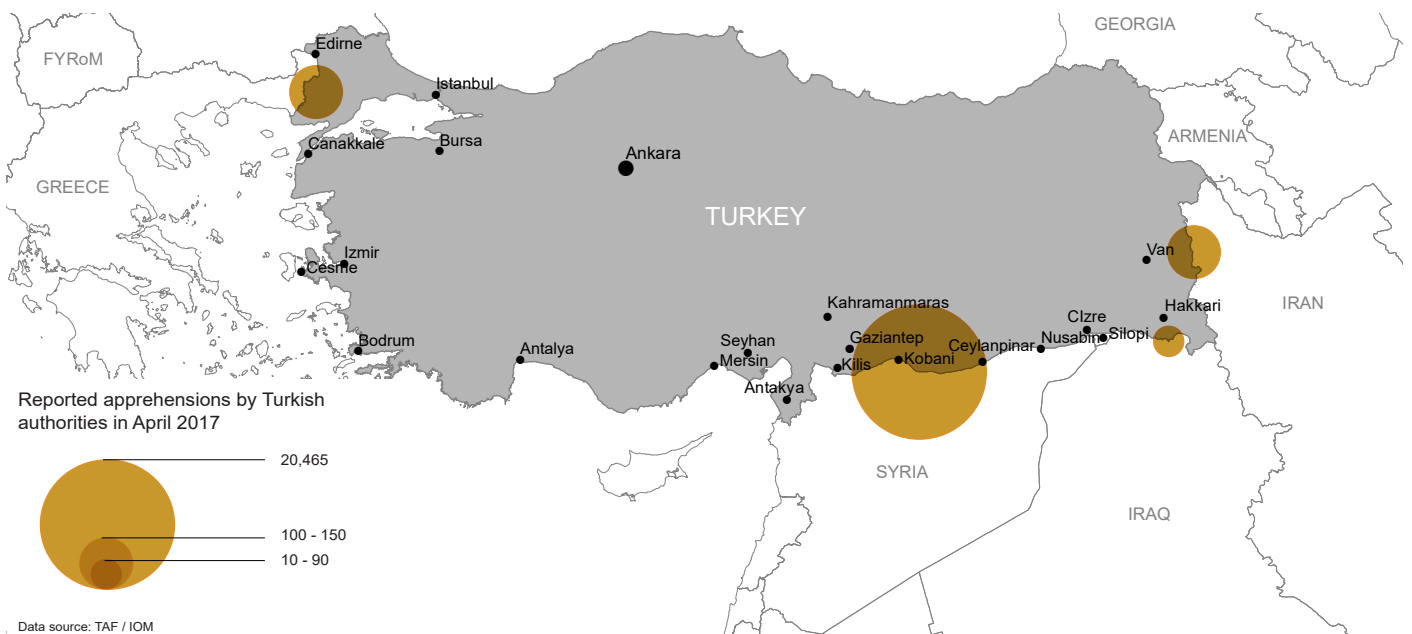 GEORGIA
Edirne
FYRoM
Istanbul
ARMENIA
Canakkale
Bursa
Ankara
GREECE
TURKEY
Izmir
Van
Cesme
Kahramanmaras
IRAN
Hakkari
CIzre
Bodrum
Antalya
Seyhan
Gaziantep
Ceylanpinar
Nusabin
Silopi
Mersin
Kilis
Kobani
Antakya
Reported apprehensions by Turkish
authorities in April 2017
20,465
SYRIA
IRAQ
100 - 150
10 - 90
Data source: TAF / IOM